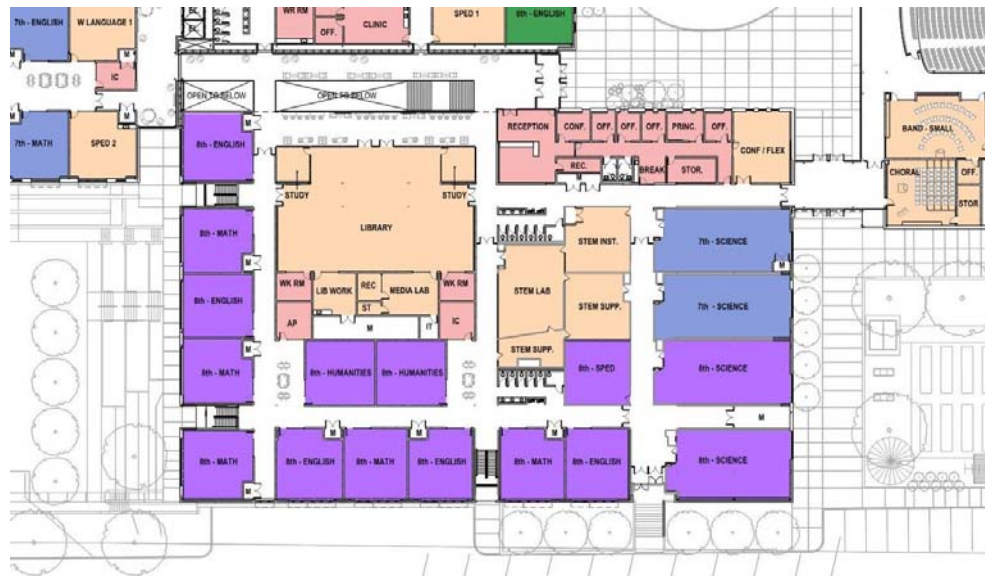 7th - ENGLISH
W LANGUAGE 1
WR RM
OFF.
CLINIC
SPED 1
8th - ENGLISH
M
M
IC
OPEN TO BELOW
OPEN TO BELOW
M
M
7th - MATH
SPED 2
8th - ENGLISH
RECEPTION
CONF.
OFF.
OFF.
OFF.
PRINC.
OFF.
CONF / FLEX
REC.
BREAK
STOR.
M
BAND - SMALL
CHORAL
OFF.
STOR
STUDY
STUDY
LIBRARY
8th - MATH
M
STEM INST.
7th - SCIENCE
M
8th - ENGLISH
WK RM
LIB WORK
REC
MEDIA LAB
WK RM
ST
STEM LAB
STEM SUPP.
7th - SCIENCE
AP
M
IT
IC
8th - MATH
M
STEM SUPP.
8th - HUMANITIES
8th - HUMANITIES
8th - SPED
8th - SCIENCE
M
M
M
M
M
8th - MATH
8th - ENGLISH
8th - MATH
8th - ENGLISH
8th - MATH
8th - ENGLISH
8th - SCIENCE
M